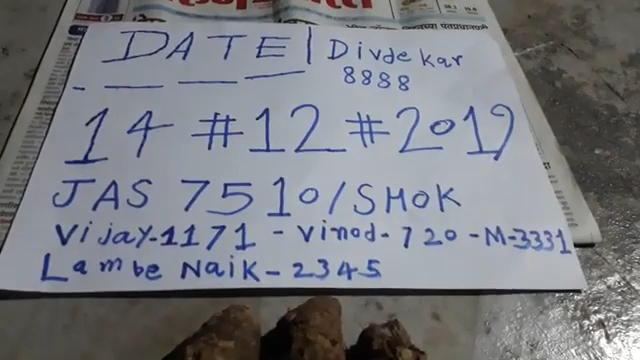 DATE | Divdekar
8888
14 # 12 # 2019
JAS 7510/SHOK
Vijay-1171 - Vinod-720-M-3331
Lambe Naik-2345